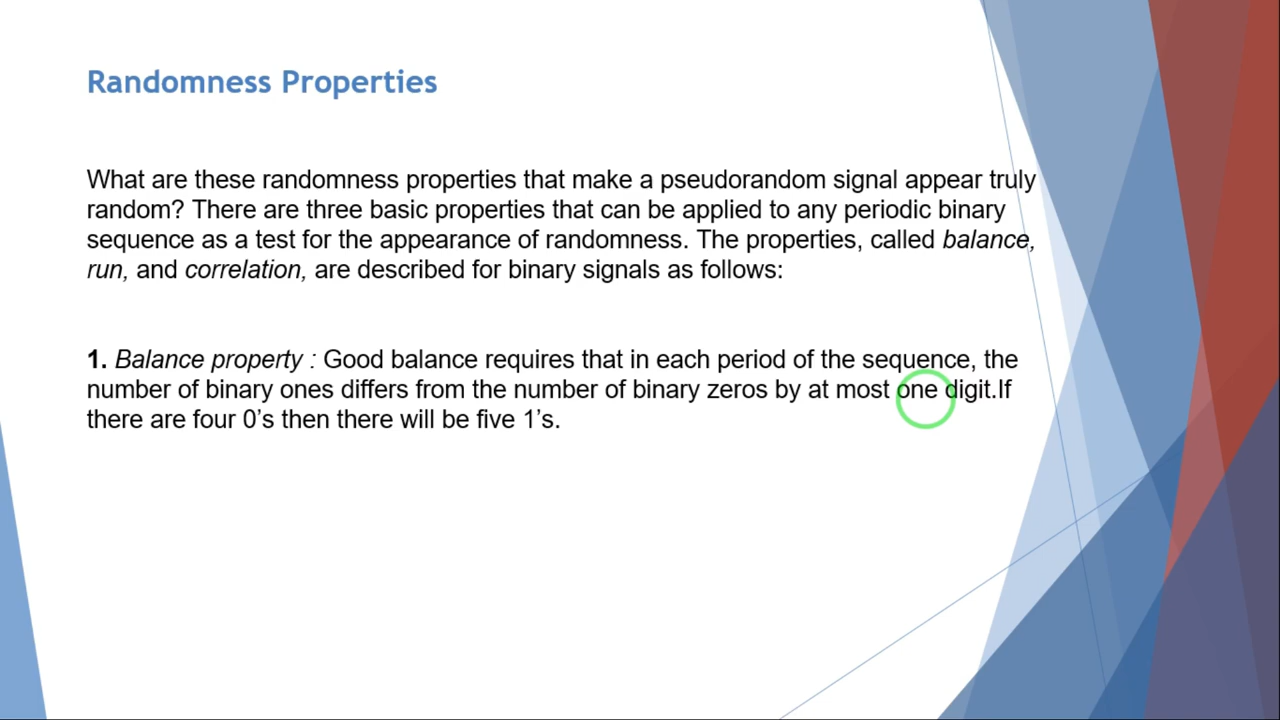 Randomness Properties
What are these randomness properties that make a pseudorandom signal appear truly
random? There are three basic properties that can be applied to any periodic binary
sequence as a test for the appearance of randomness. The properties, called balance,
run, and correlation, are described for binary signals as follows:
1. Balance property : Good balance requires that in each period of the sequence, the
number of binary ones differs from the number of binary zeros by at most one digit.If
there are four 0’s then there will be five 1’s.